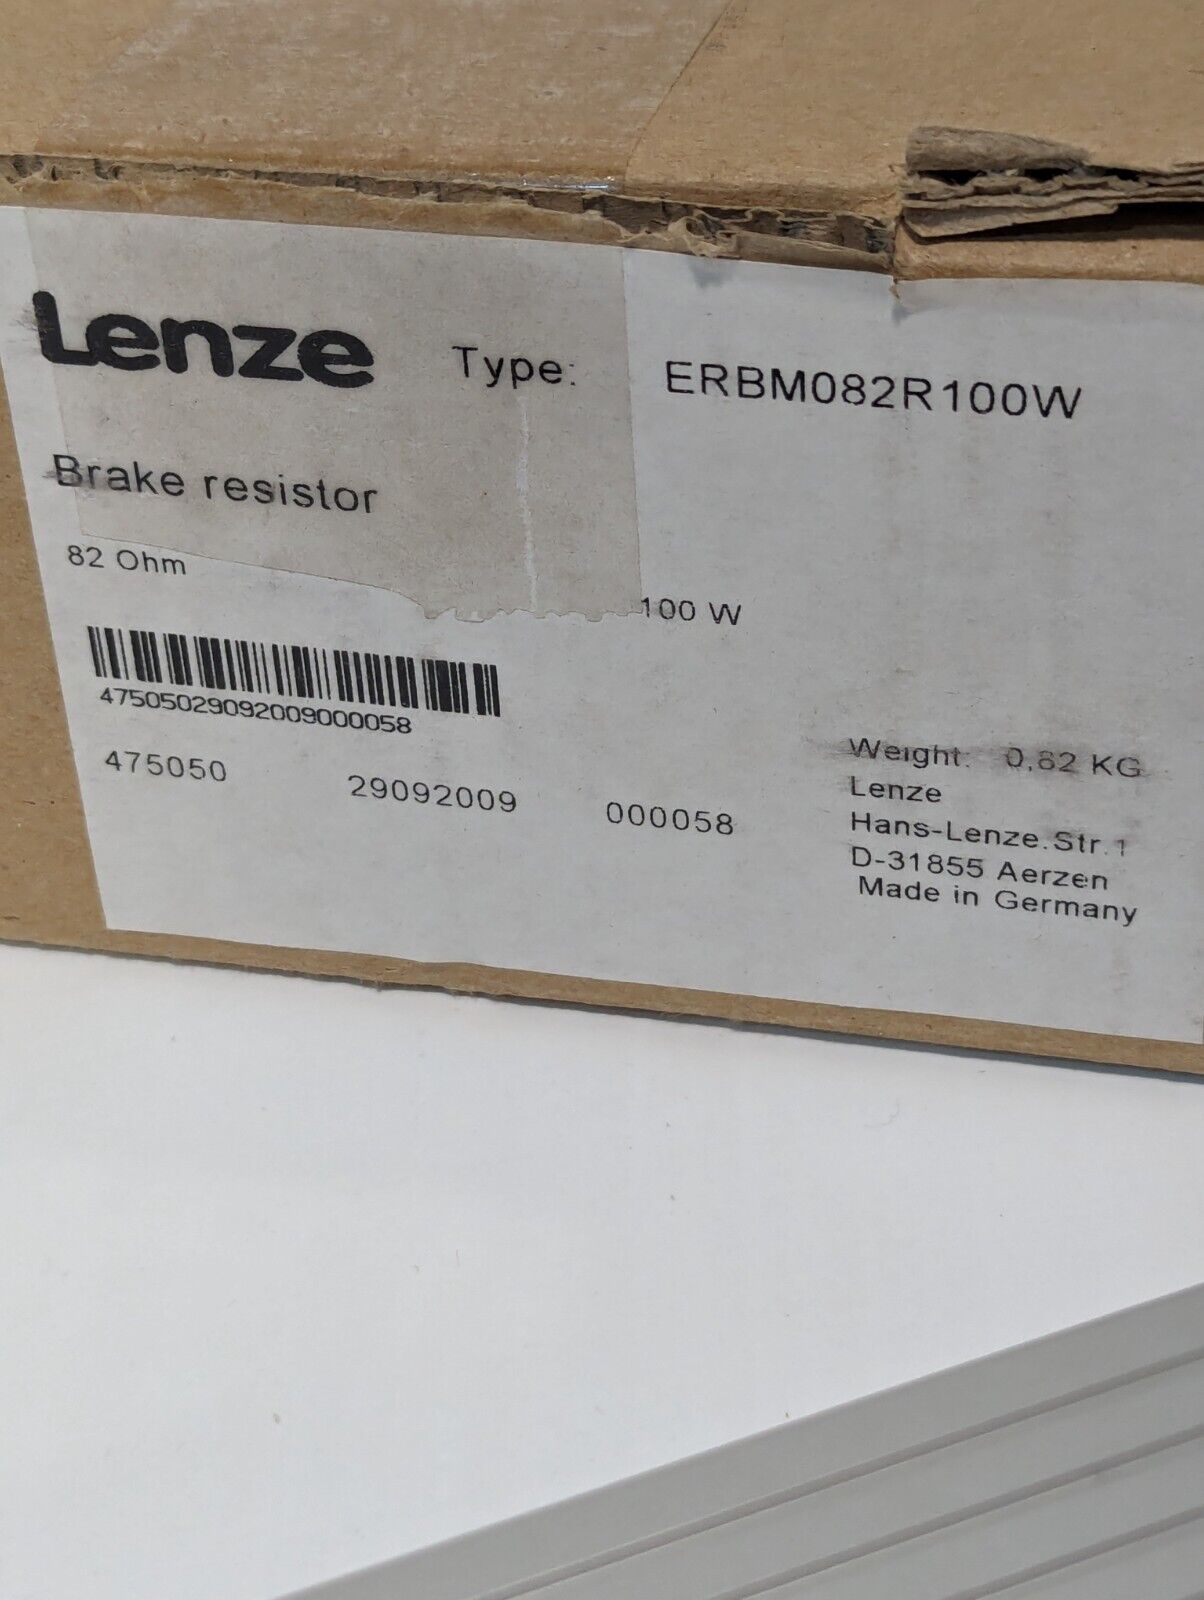 Lenze Type: ERBM082R100W
Brake resistor
82 Ohm 100 W
47505029092009000058
475050 29092009 000058
Weight: 0,82 KG
Lenze
Hans-Lenze.Str.1
D-31855 Aerzen
Made in Germany